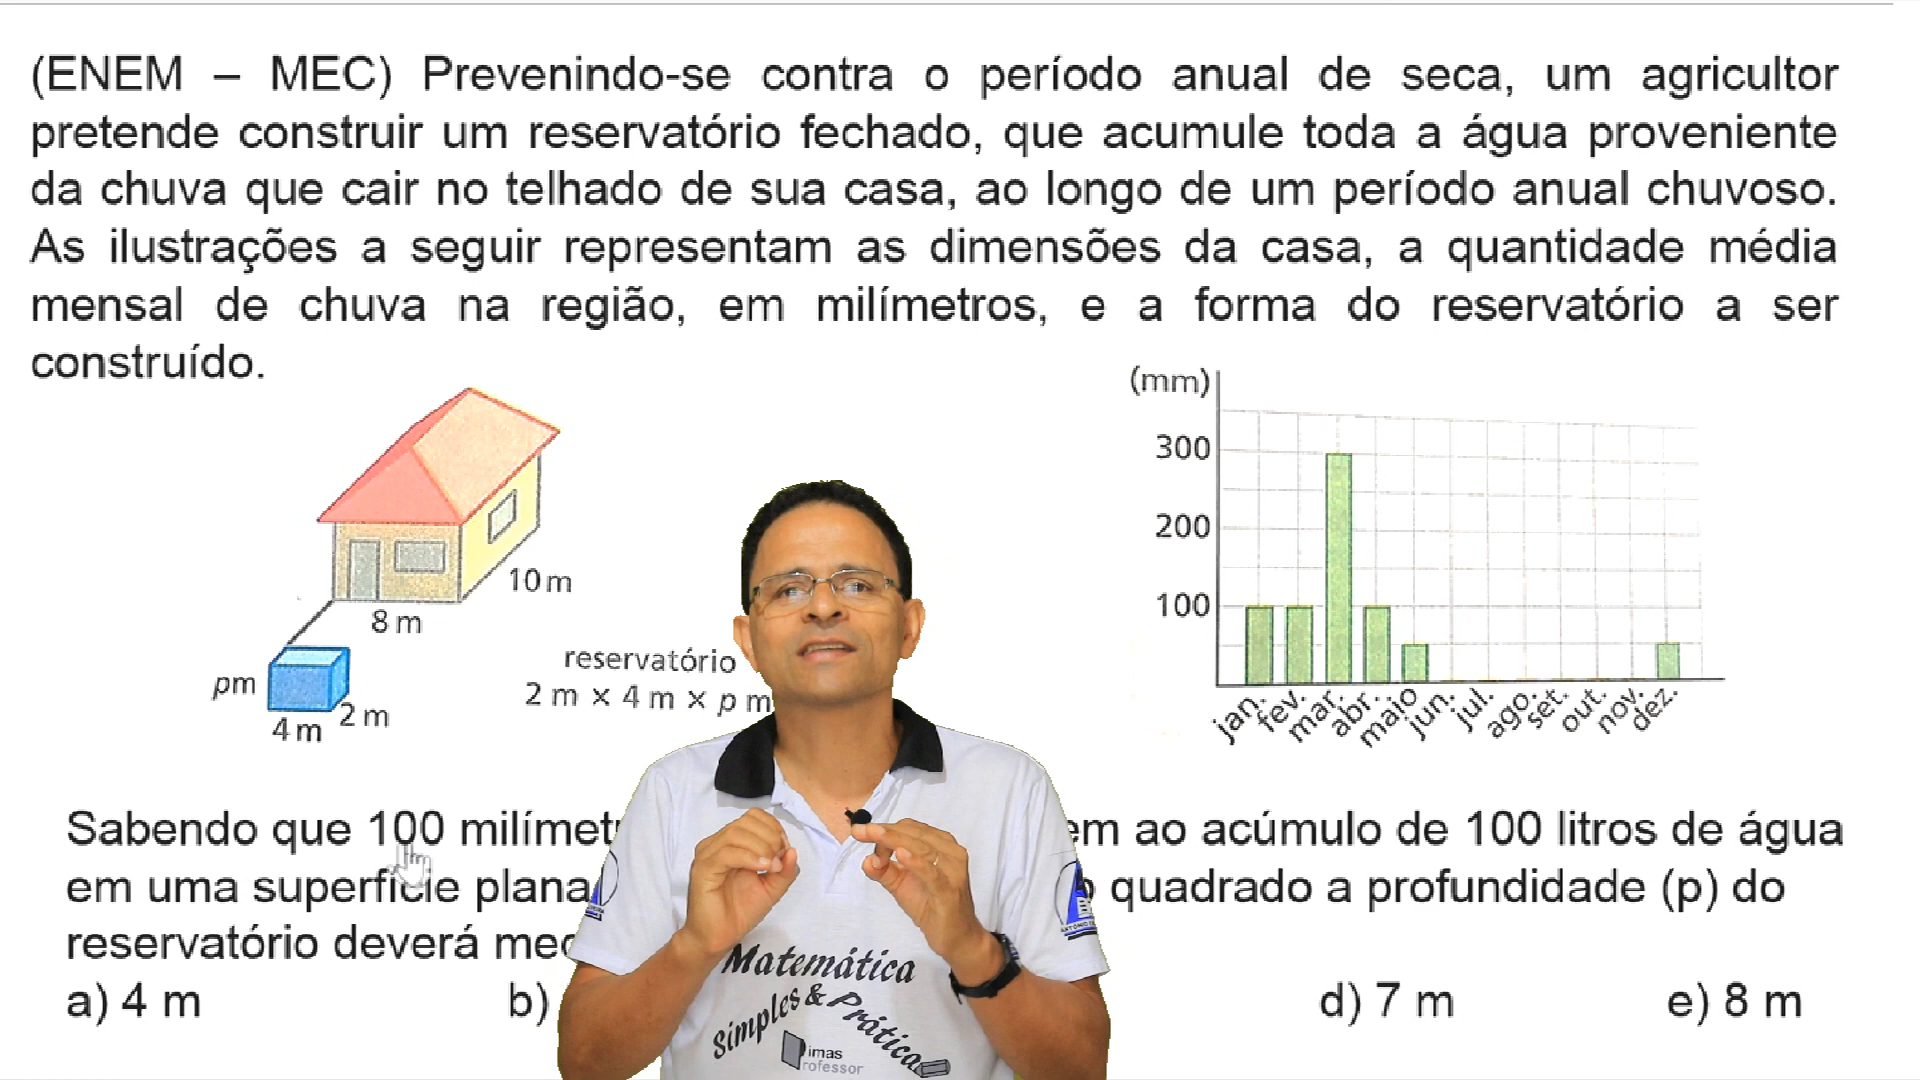 (ENEM – MEC) Prevenindo-se contra o período anual de seca, um agricultor
pretende construir um reservatório fechado, que acumule toda a água proveniente
da chuva que cair no telhado de sua casa, ao longo de um período anual chuvoso.
As ilustrações a seguir representam as dimensões da casa, a quantidade média
mensal de chuva na região, em milímetros, e a forma do reservatório a ser
construído.
(mm)
300
200
100
jan. fev. mar. abr. maio jun. jul. ago. set. out. nov. dez.
10 m
8 m
pm
4 m
2 m
reservatório
2 m × 4 m × p m
Sabendo que 100 ao acúmulo de 100 litros de água
em uma superfície plana quadrado a profundidade (p) do
reservatório deverá
a) 4 m b) d) 7 m e) 8 m
Matemática
Simples & Prática